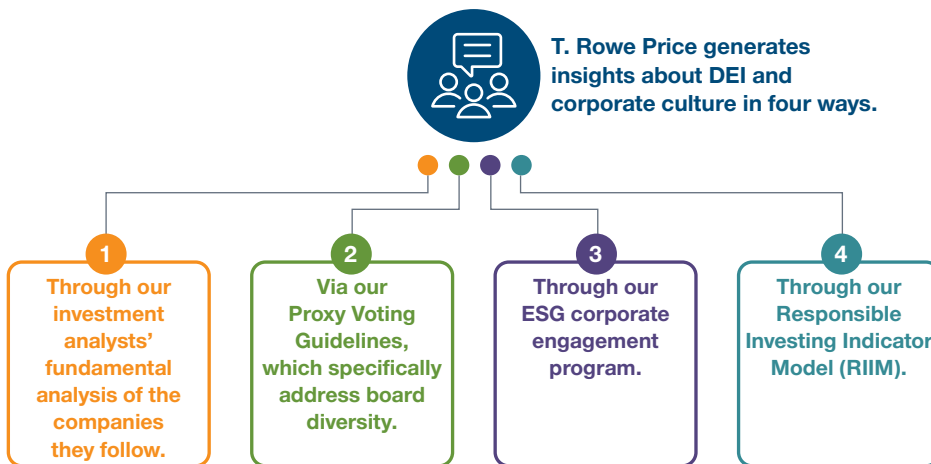 T. Rowe Price generates
insights about DEI and
corporate culture in four ways.
1
Through our
investment
analysts’
fundamental
analysis of the
companies
they follow.
2
Via our
Proxy Voting
Guidelines,
which specifically
address board
diversity.
3
Through our
ESG corporate
engagement
program.
4
Through our
Responsible
Investing Indicator
Model (RIIM).